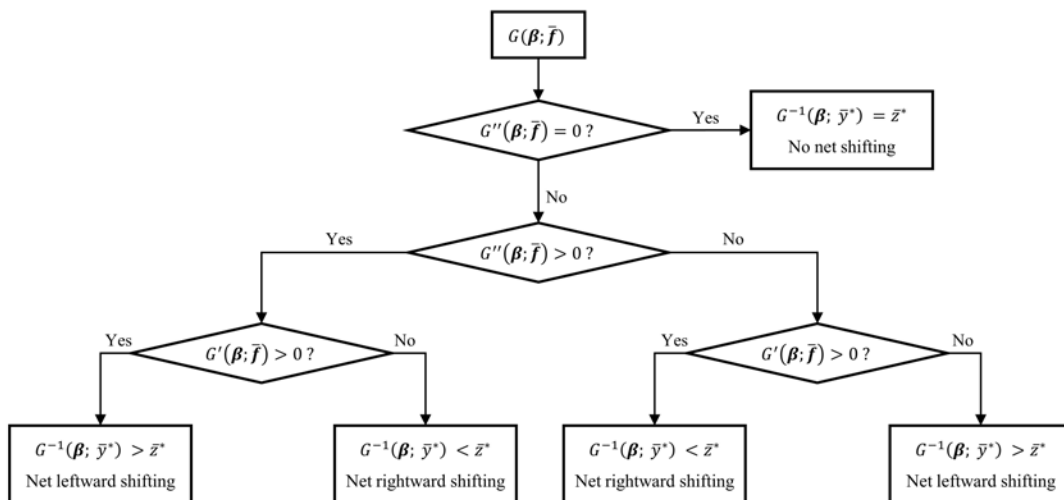 G(𝜷; 𝒇̄)
G′′(𝜷; 𝒇̄) = 0 ?
Yes
G⁻¹(𝜷; ȳ*) = z̄*
No net shifting
No
G′′(𝜷; 𝒇̄) > 0 ?
Yes
No
G′(𝜷; 𝒇̄) > 0 ?
Yes
No
G′(𝜷; 𝒇̄) > 0 ?
Yes
No
G⁻¹(𝜷; ȳ*) > z̄*
Net leftward shifting
G⁻¹(𝜷; ȳ*) < z̄*
Net rightward shifting
G⁻¹(𝜷; ȳ*) < z̄*
Net rightward shifting
G⁻¹(𝜷; ȳ*) > z̄*
Net leftward shifting